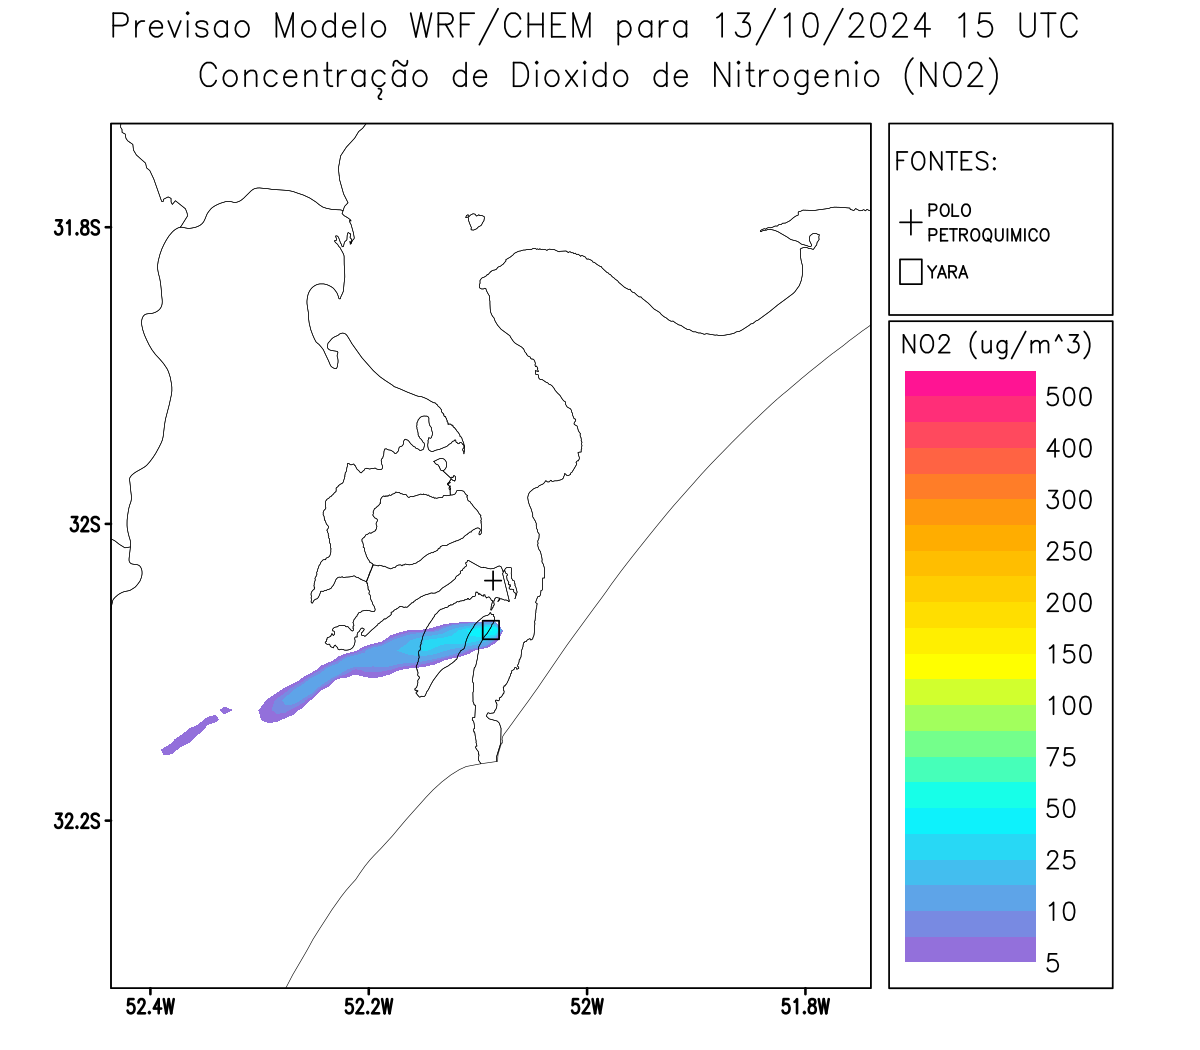 Previsao Modelo WRF/CHEM para 13/10/2024 15 UTC
Concentração de Dioxido de Nitrogenio (NO2)
FONTES:
POLO
PETROQUIMICO
YARA
31.8S
32S
32.2S
52.4W
52.2W
52W
51.8W
NO2 (ug/m^3)
500
400
300
250
200
150
100
75
50
25
10
5